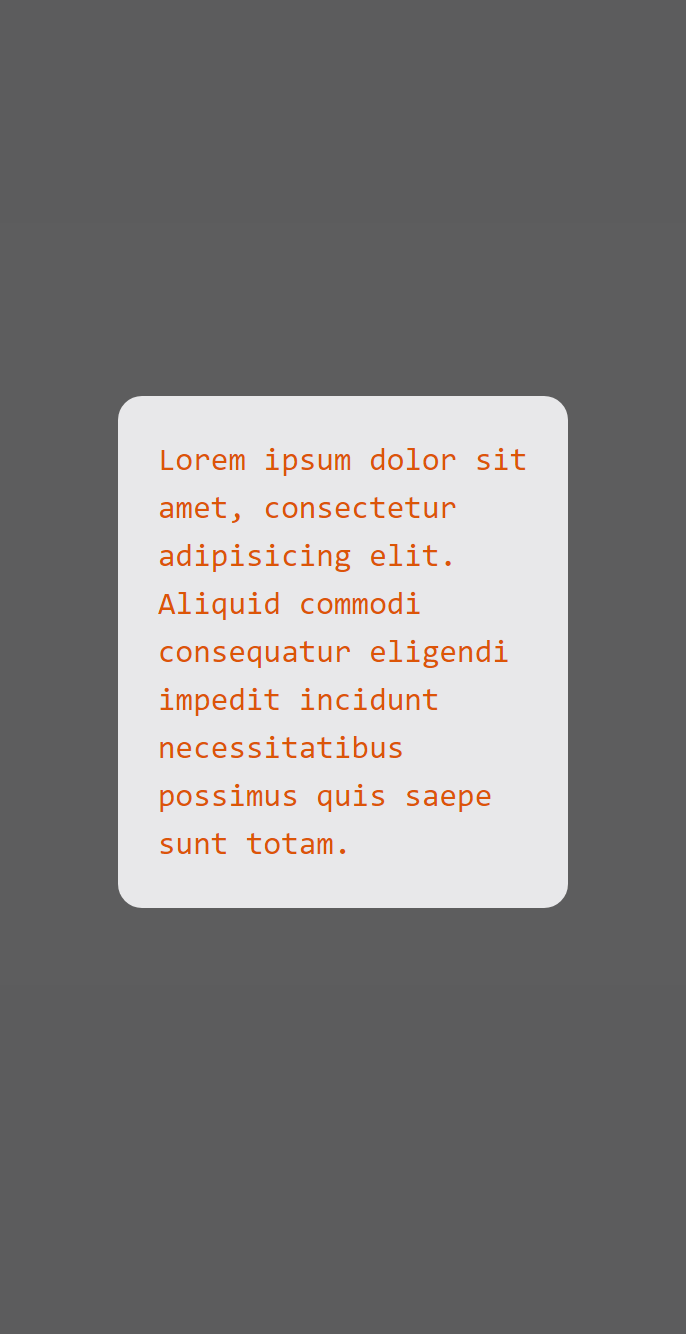 Lorem ipsum dolor sit
amet, consectetur
adipisicing elit.
Aliquid commodi
consequatur eligendi
impedit incidunt
necessitatibus
possimus quis saepe
sunt totam.